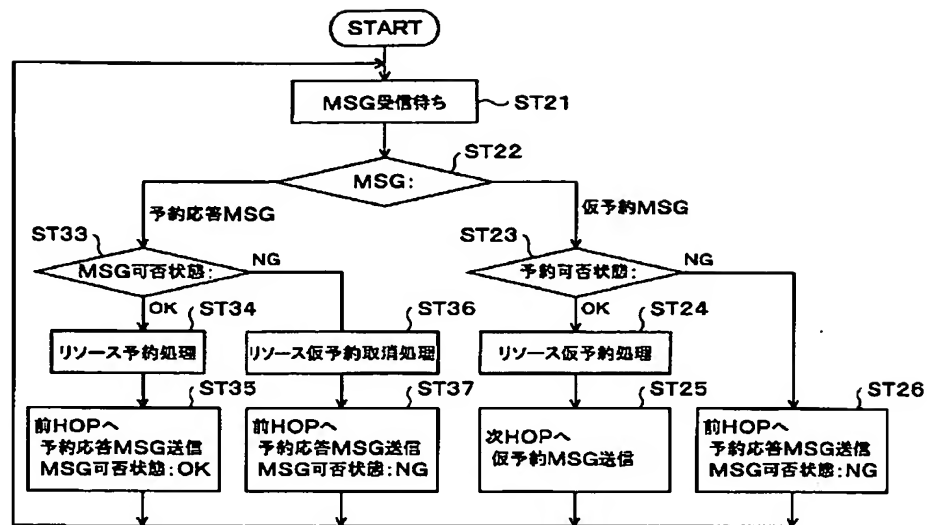 START
MSG受信待ち
ST21
ST22
MSG:
予約応答MSG
仮予約MSG
ST33
MSG可否状態:
NG
OK
ST23
予約可否状態:
NG
OK
ST34
リソース予約処理
ST36
リソース仮予約取消処理
ST24
リソース仮予約処理
ST35
前HOPへ
予約応答MSG送信
MSG可否状態:OK
ST37
前HOPへ
予約応答MSG送信
MSG可否状態:NG
ST25
次HOPへ
仮予約MSG送信
ST26
前HOPへ
予約応答MSG送信
MSG可否状態:NG